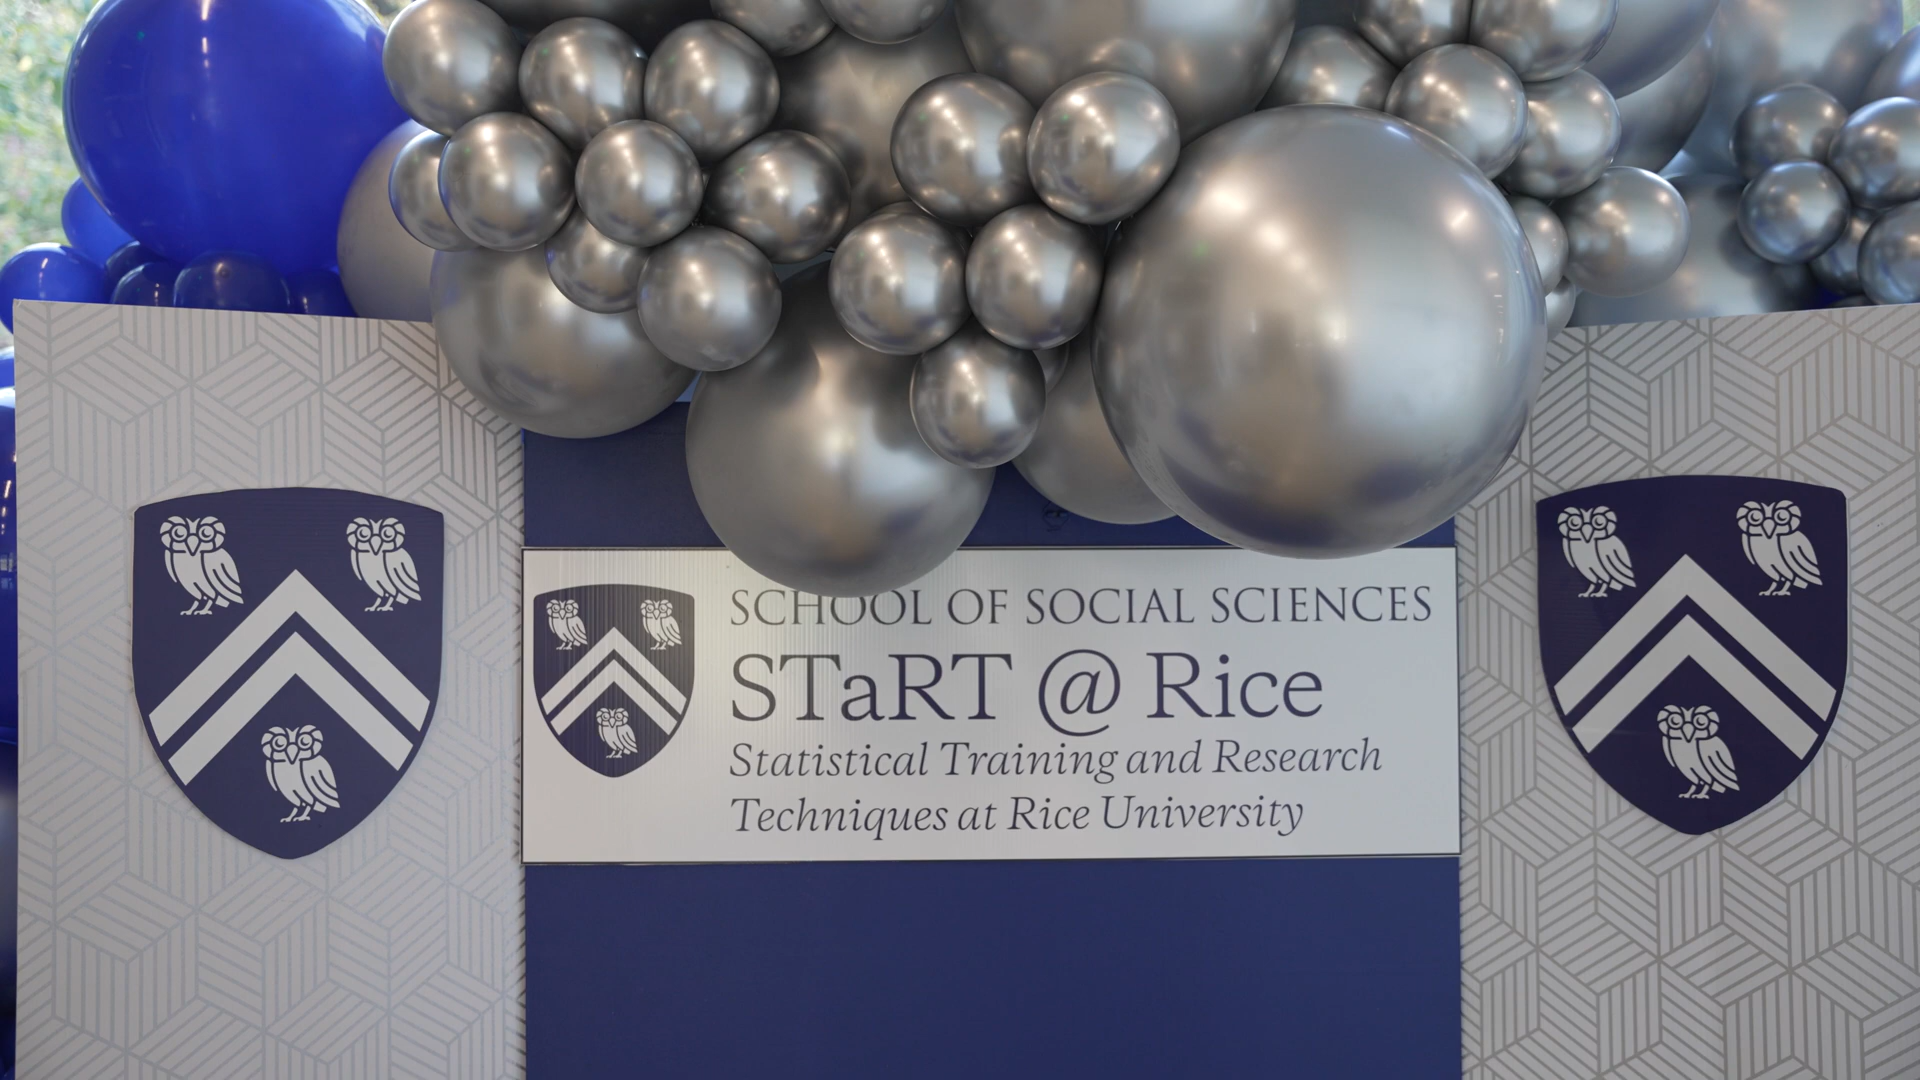 SCHOOL OF SOCIAL SCIENCES
STaRT @ Rice
Statistical Training and Research
Techniques at Rice University